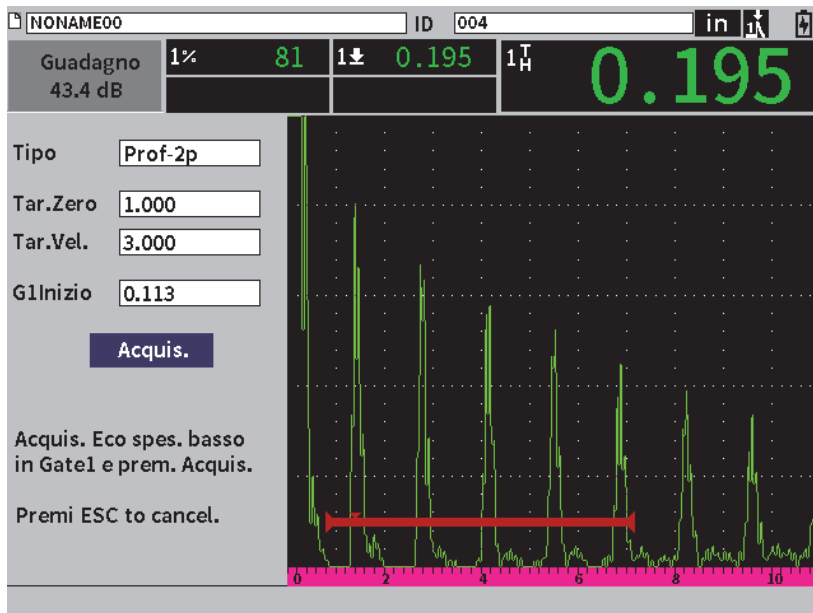 NONAME00 ID 004 in
Guadagno
43.4 dB
1% 81
1 0.195
1 T H 0.195
Tipo Prof-2p
Tar.Zero 1.000
Tar.Vel. 3.000
G1Inizio 0.113
Acquis.
Acquis. Eco spes. basso
in Gate1 e prem. Acquis.
Premi ESC to cancel.
0 2 4 6 8 10